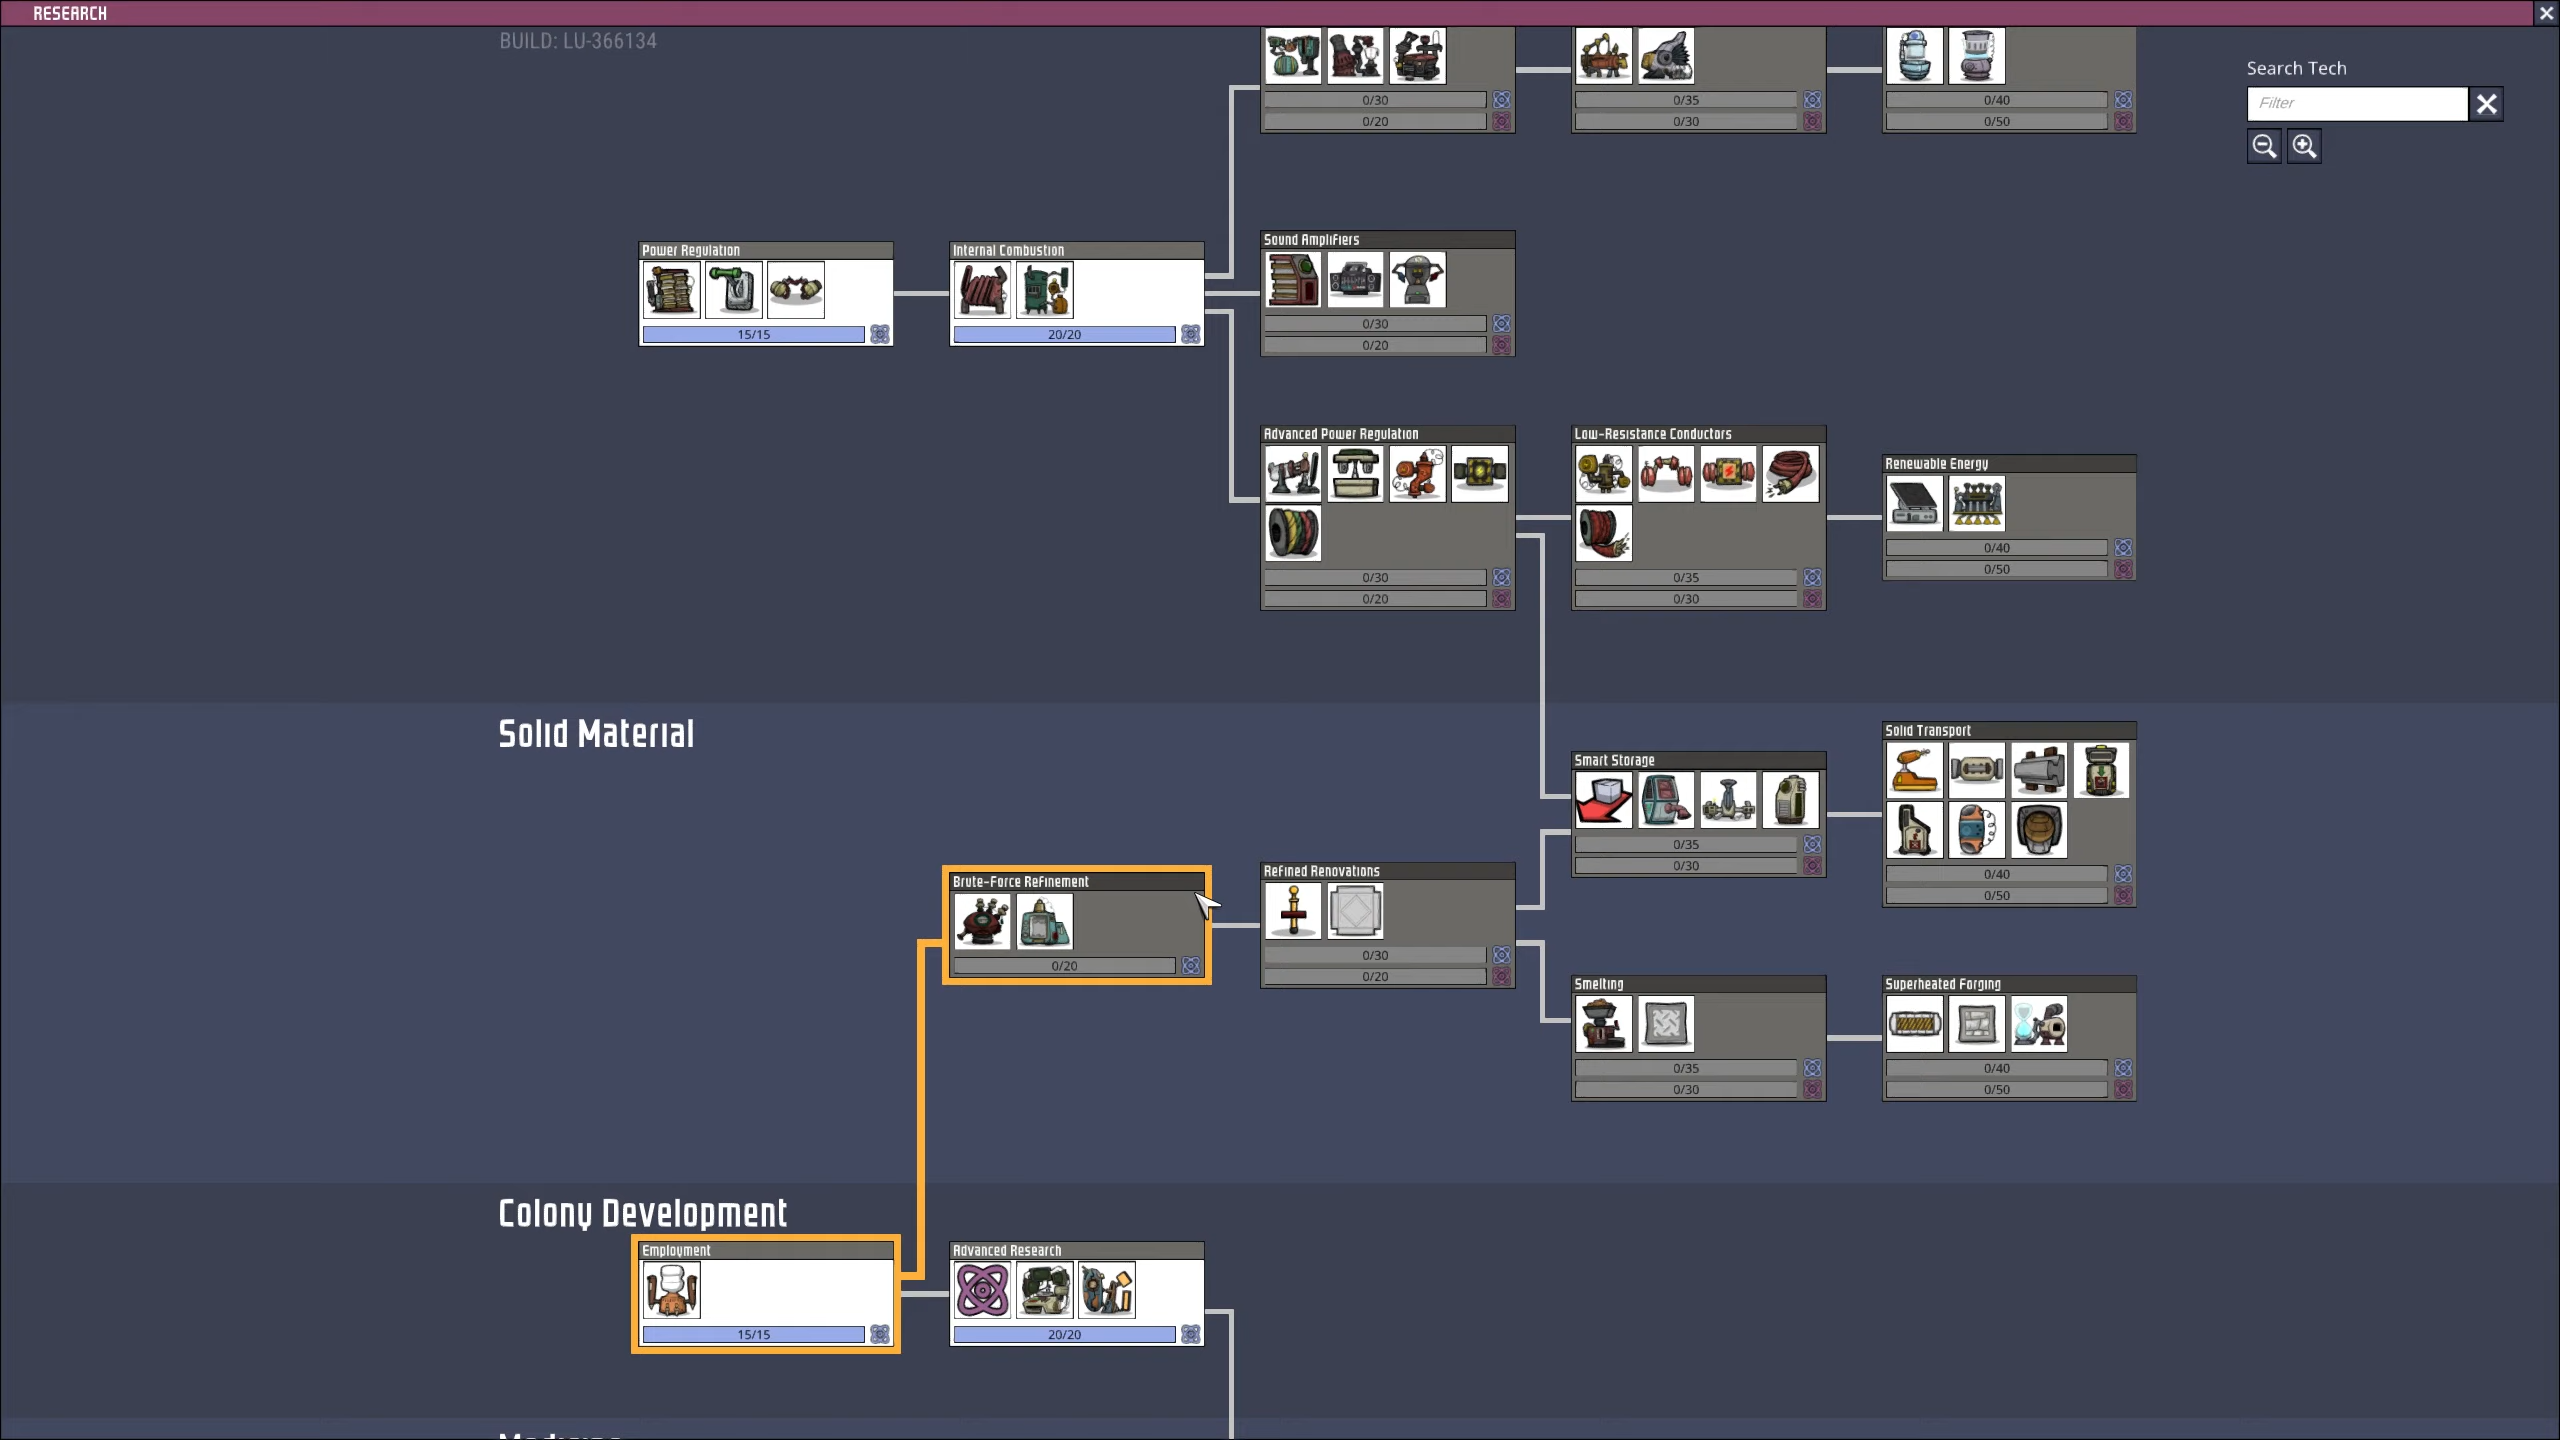 RESEARCH
BUILD: LU-366134
Search Tech
Filter
0/30
0/20
0/35
0/30
0/40
0/50
Power Regulation
15/15
Internal Combustion
20/20
Sound Amplifiers
0/30
0/20
Advanced Power Regulation
0/30
0/20
Low-Resistance Conductors
0/35
0/30
Renewable Energy
0/40
0/50
Solid Material
Brute-Force Refinement
0/20
Refined Renovations
0/30
0/20
Smart Storage
0/35
0/30
Solid Transport
0/40
0/50
Smelting
0/35
0/30
Superheated Forging
0/40
0/50
Colony Development
Employment
15/15
Advanced Research
20/20